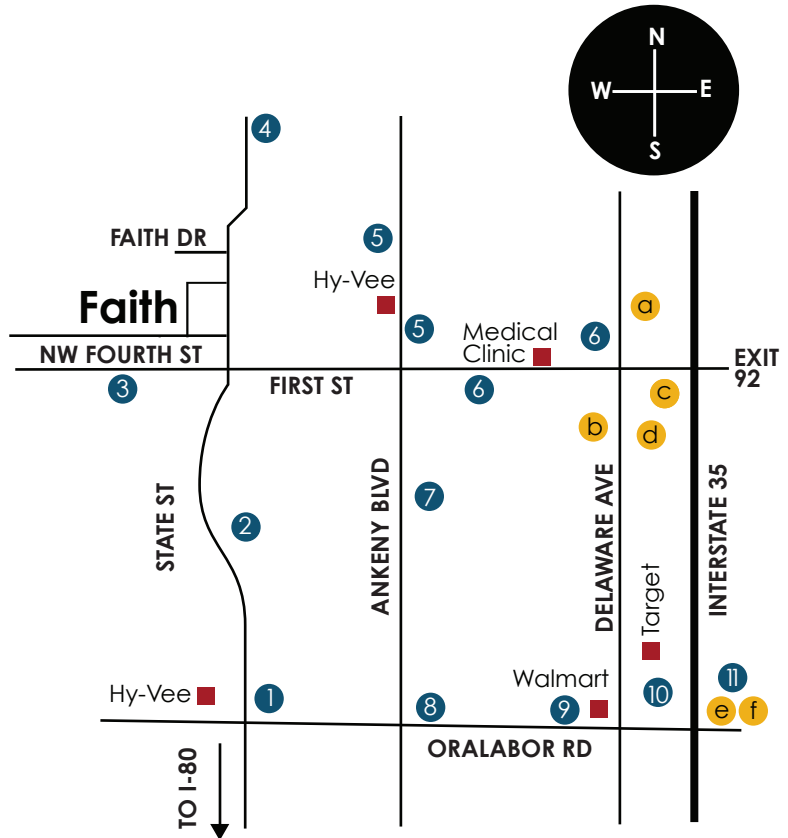 N
W
E
S
4
FAITH DR
5
Hy-Vee
a
Faith
5
Medical
Clinic
6
NW FOURTH ST
EXIT
92
3
FIRST ST
6
c
b
d
STATE ST
2
ANKENY BLVD
7
DELAWARE AVE
INTERSTATE 35
Target
Hy-Vee
1
8
Walmart
9
10
11
e
f
ORALABOR RD
TO I-80